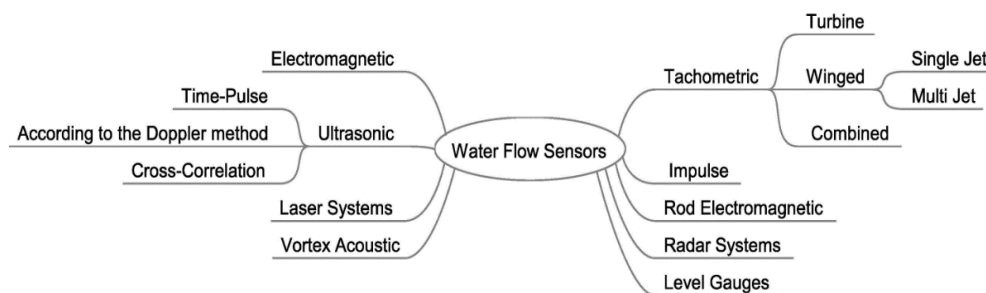 Water Flow Sensors
Electromagnetic
Ultrasonic
Time-Pulse
According to the Doppler method
Cross-Correlation
Laser Systems
Vortex Acoustic
Tachometric
Turbine
Winged
Single Jet
Multi Jet
Combined
Impulse
Rod Electromagnetic
Radar Systems
Level Gauges